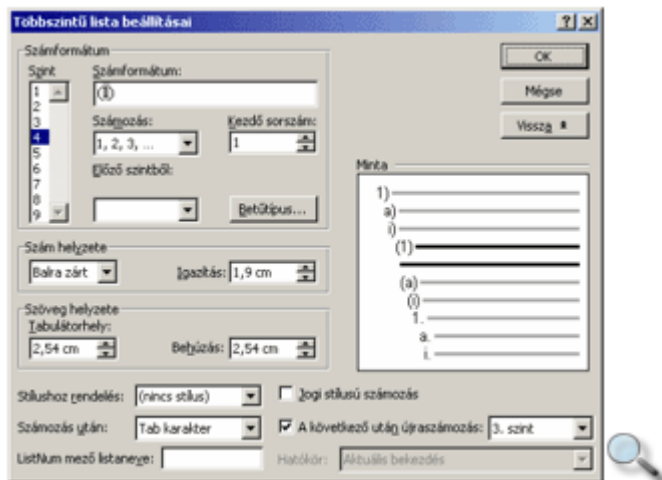 Többszintű lista beállításai
Számformátum
Szint
Számformátum:
1
2
3
4
5
6
7
8
9
(1)
Számozás:
1, 2, 3, ...
Kezdő sorszám:
1
Előző szintből:
Betűtípus...
OK
Mégse
Vissza
Minta
1)
a)
i)
(1)
(a)
(i)
1.
a.
i.
Szám helyzete
Balra zárt
Igazítás: 1,9 cm
Szöveg helyzete
Tabulátorhely:
2,54 cm
Behúzás: 2,54 cm
Stílushoz rendelés: (nincs stílus)
Jogi stílusú számozás
Számozás után: Tab karakter
A következő után újraszámozás: 3. szint
ListNum mező listaneve:
Hatókör: Aktuális bekezdés